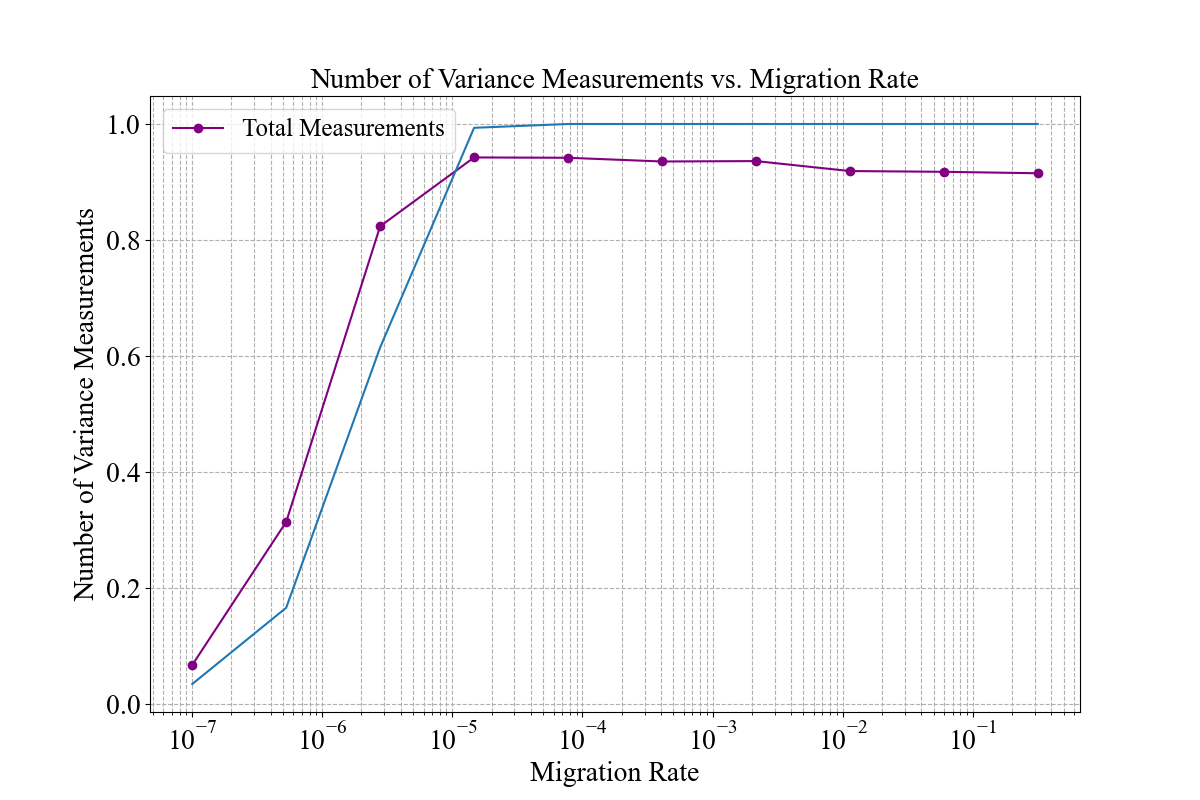 Number of Variance Measurements vs. Migration Rate
Total Measurements
Number of Variance Measurements
1.0
0.8
0.6
0.4
0.2
0.0
10⁻⁷ 10⁻⁶ 10⁻⁵ 10⁻⁴ 10⁻³ 10⁻² 10⁻¹
Migration Rate